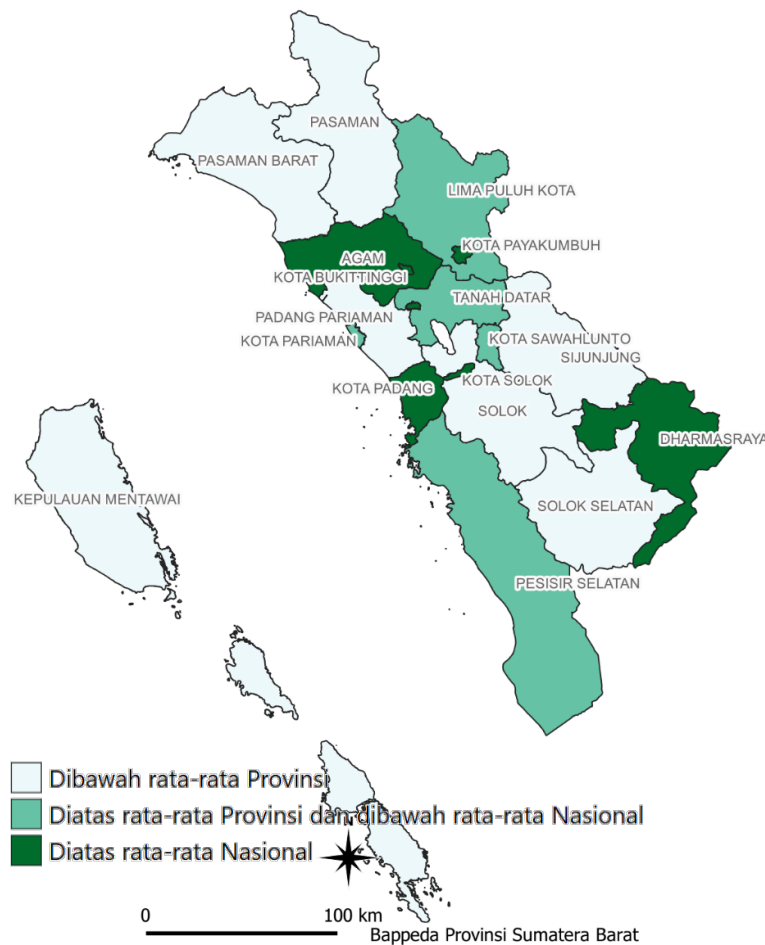 PASAMAN
PASAMAN BARAT
LIMA PULUH KOTA
KOTA PAYAKUMBUH
AGAM
KOTA BUKITTINGGI
TANAH DATAR
PADANG PARIAMAN
KOTA PARIAMAN
KOTA SAWAHLUNTO
SIJUNJUNG
KOTA PADANG
KOTA SOLOK
SOLOK
DHARMASRAYA
KEPULAUAN MENTAWAI
SOLOK SELATAN
PESISIR SELATAN
Dibawah rata-rata Provinsi
Diatas rata-rata Provinsi dan dibawah rata-rata Nasional
Diatas rata-rata Nasional
0 100 km
Bappeda Provinsi Sumatera Barat